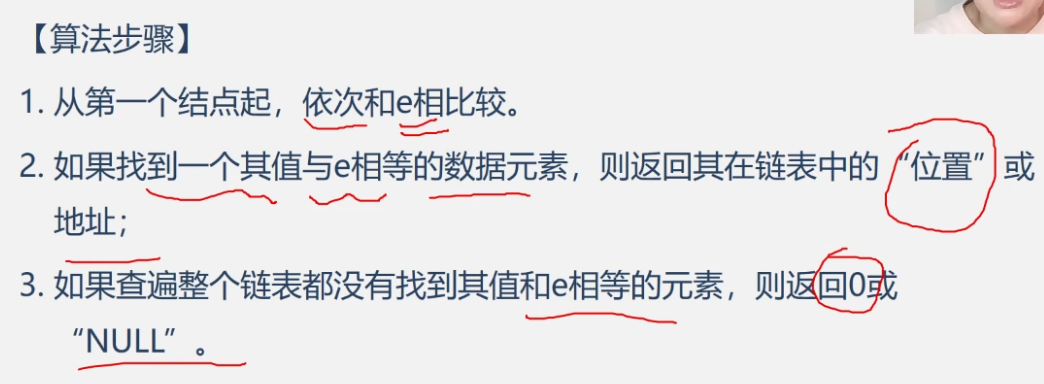 【算法步骤】
1. 从第一个结点起，依次和e相比较。
2. 如果找到一个其值与e相等的数据元素，则返回其在链表中的“位置”或
地址；
3. 如果查遍整个链表都没有找到其值和e相等的元素，则返回0或
“NULL”。